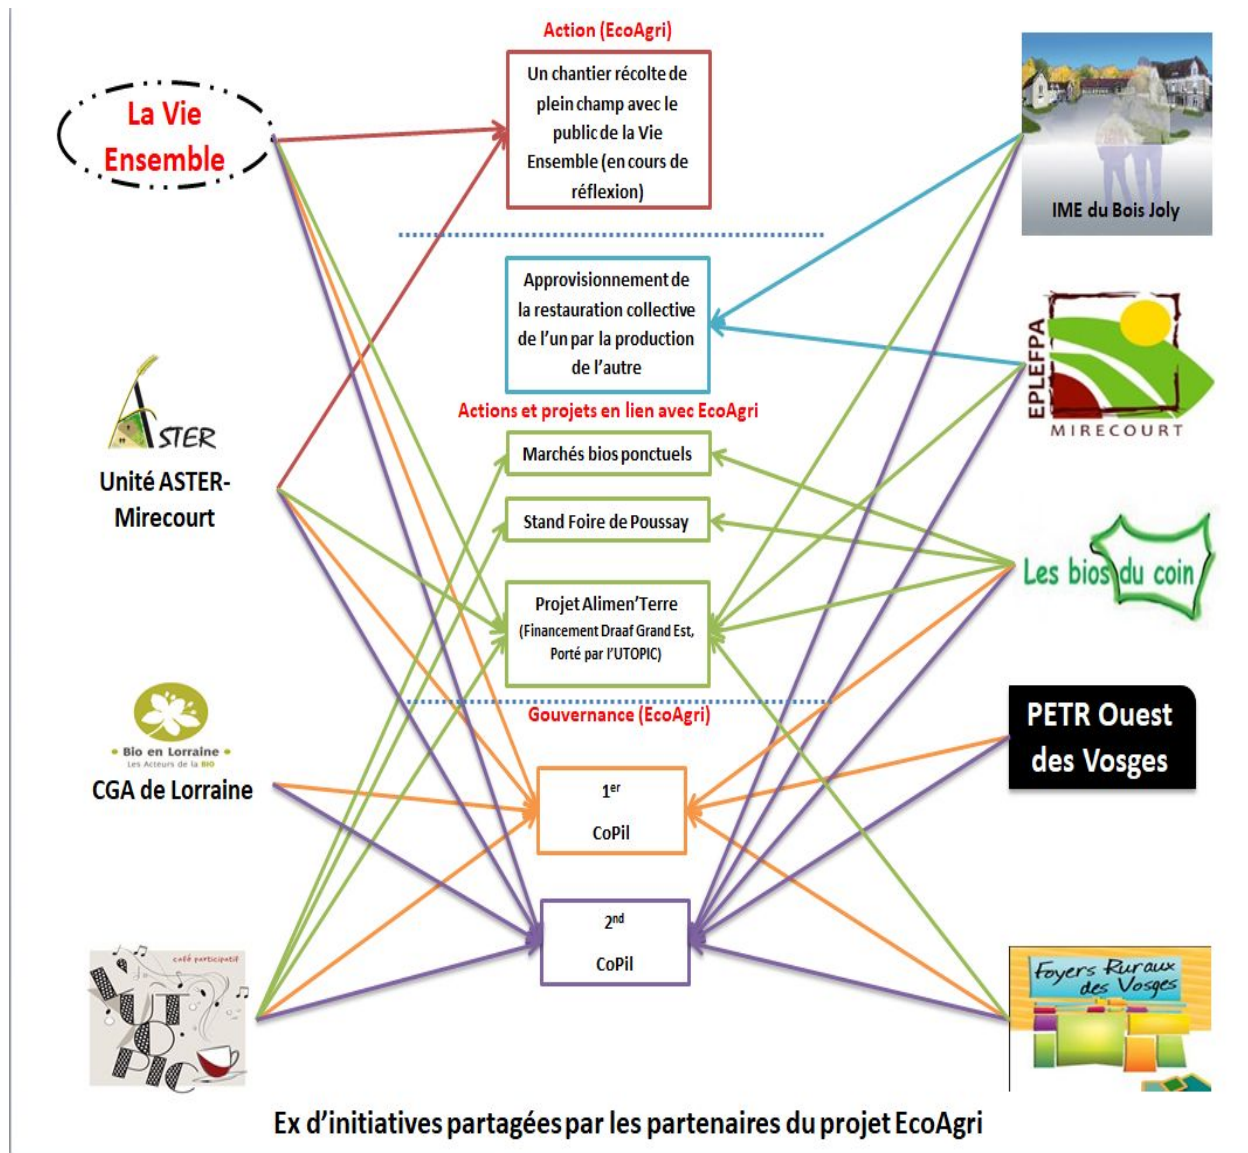 Action (EcoAgri)
La Vie
Ensemble
Un chantier récolte de
plein champ avec le
public de la Vie
Ensemble (en cours de
réflexion)
IME du Bois Joly
Approvisionnement de
la restauration collective
de l'un par la production
de l'autre
EPLEFPA
MIRECOURT
Actions et projets en lien avec EcoAgri
ASTER
Unité ASTER-
Mirecourt
Marchés bios ponctuels
Stand Foire de Poussay
Les bios du coin
Projet Alimen'Terre
(Financement Draaf Grand Est,
Porté par l'UTOPIC)
Gouvernance (EcoAgri)
Bio en Lorraine
Les Acteurs de la BIO
CGA de Lorraine
PETR Ouest
des Vosges
1er
CoPil
2nd
CoPil
café participatif
L'UTOPIC
Foyers Ruraux
des Vosges
Ex d'initiatives partagées par les partenaires du projet EcoAgri